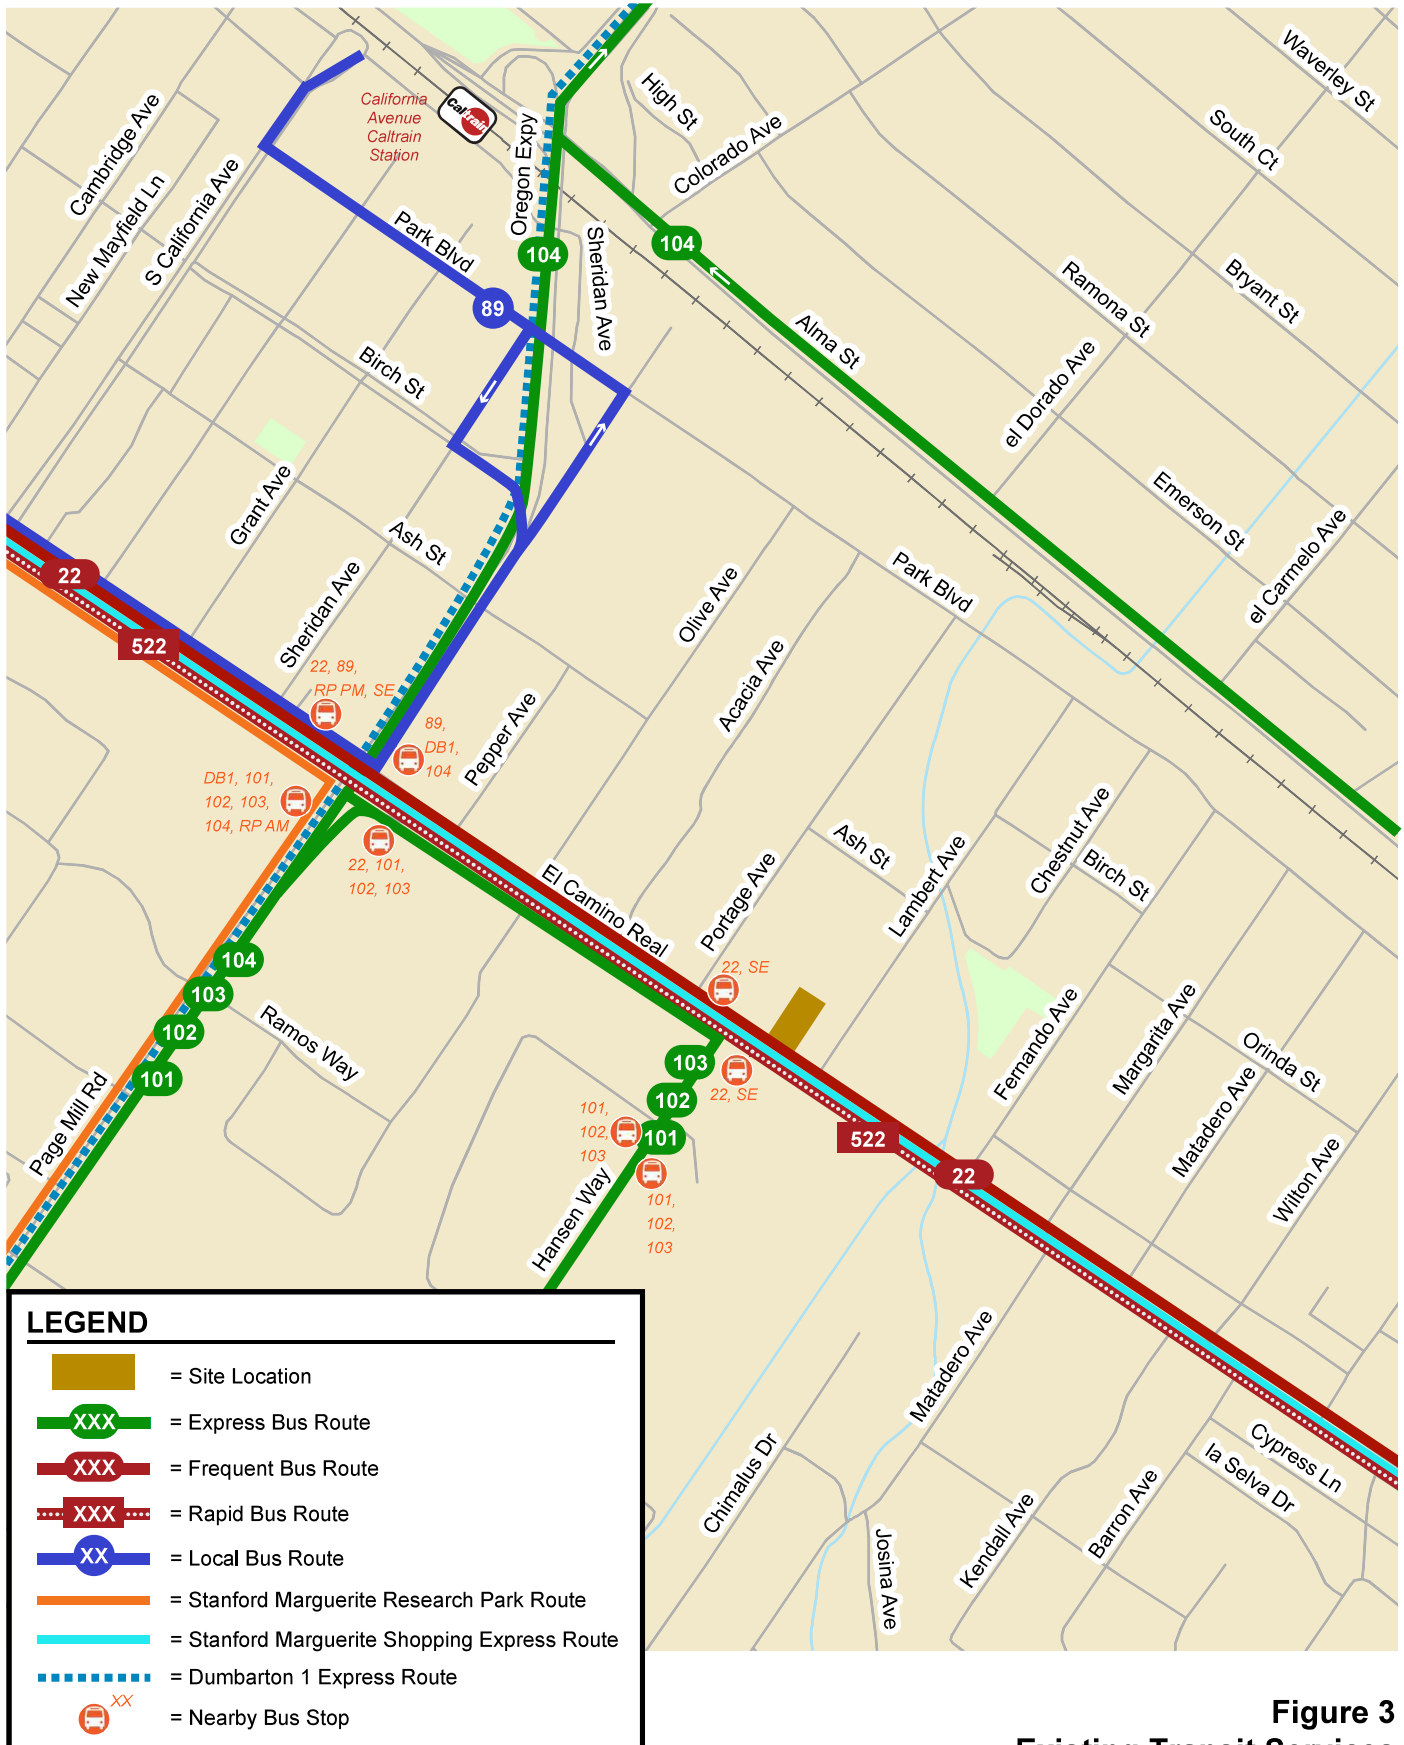 Waverley St
South Ct
High St
Colorado Ave
Cambridge Ave
New Mayfield Ln
S California Ave
California
Avenue
Caltrain
Station
Caltrain
Oregon Expy
Sheridan Ave
Park Blvd
104
104
89
Ramona St
Bryant St
Alma St
el Dorado Ave
Birch St
Grant Ave
Ash St
Emerson St
el Carmelo Ave
22
522
Sheridan Ave
Olive Ave
Park Blvd
Acacia Ave
22, 89,
RP PM, SE
89,
DB1,
104
Pepper Ave
DB1, 101,
102, 103,
104, RP AM
22, 101,
102, 103
El Camino Real
Portage Ave
Ash St
Lambert Ave
Chestnut Ave
Birch St
104
103
102
101
Ramos Way
Page Mill Rd
22, SE
22, SE
103
102
101
101,
102,
103
101,
102,
103
Hansen Way
Fernando Ave
Margarita Ave
Orinda St
Matadero Ave
Wilton Ave
522
22
Matadero Ave
Chimalus Dr
Cypress Ln
la Selva Dr
Barron Ave
Kendall Ave
Josina Ave
LEGEND
= Site Location
XXX = Express Bus Route
XXX = Frequent Bus Route
XXX = Rapid Bus Route
XX = Local Bus Route
= Stanford Marguerite Research Park Route
= Stanford Marguerite Shopping Express Route
= Dumbarton 1 Express Route
XX = Nearby Bus Stop
Figure 3
Existing Transit Services